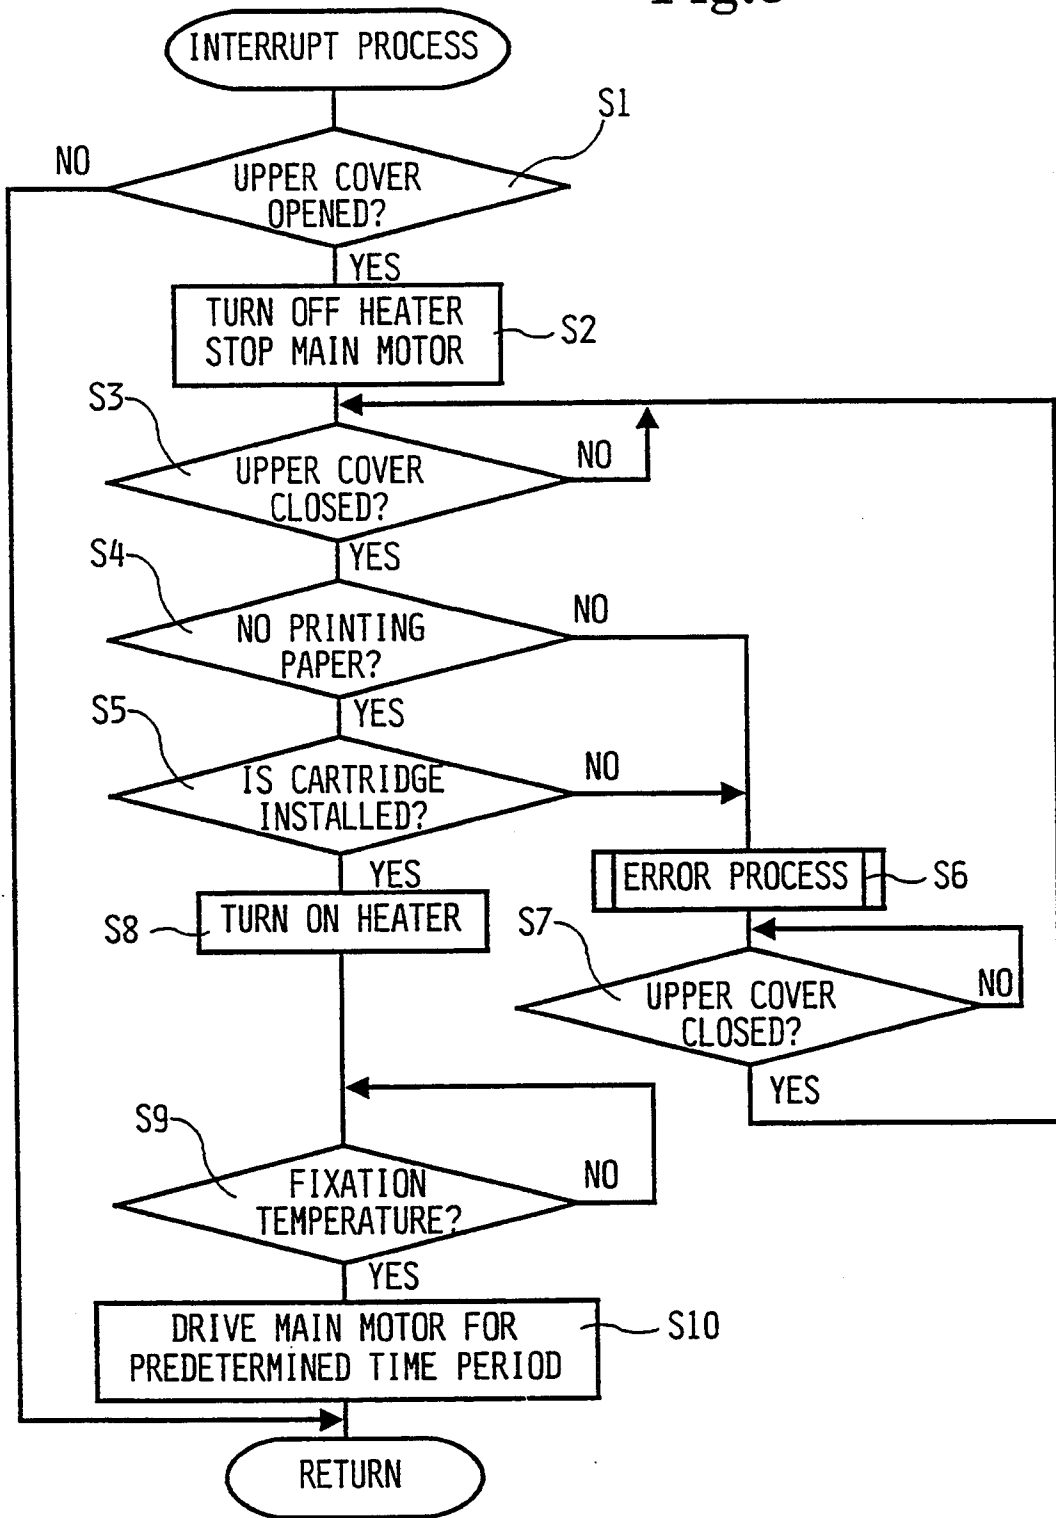 INTERRUPT PROCESS
S1
NO
UPPER COVER
OPENED?
YES
TURN OFF HEATER
STOP MAIN MOTOR
S2
S3
UPPER COVER
CLOSED?
NO
YES
S4
NO PRINTING
PAPER?
NO
YES
S5
IS CARTRIDGE
INSTALLED?
NO
YES
ERROR PROCESS
S6
S8
TURN ON HEATER
S7
UPPER COVER
CLOSED?
NO
YES
S9
FIXATION
TEMPERATURE?
NO
YES
DRIVE MAIN MOTOR FOR
PREDETERMINED TIME PERIOD
S10
RETURN